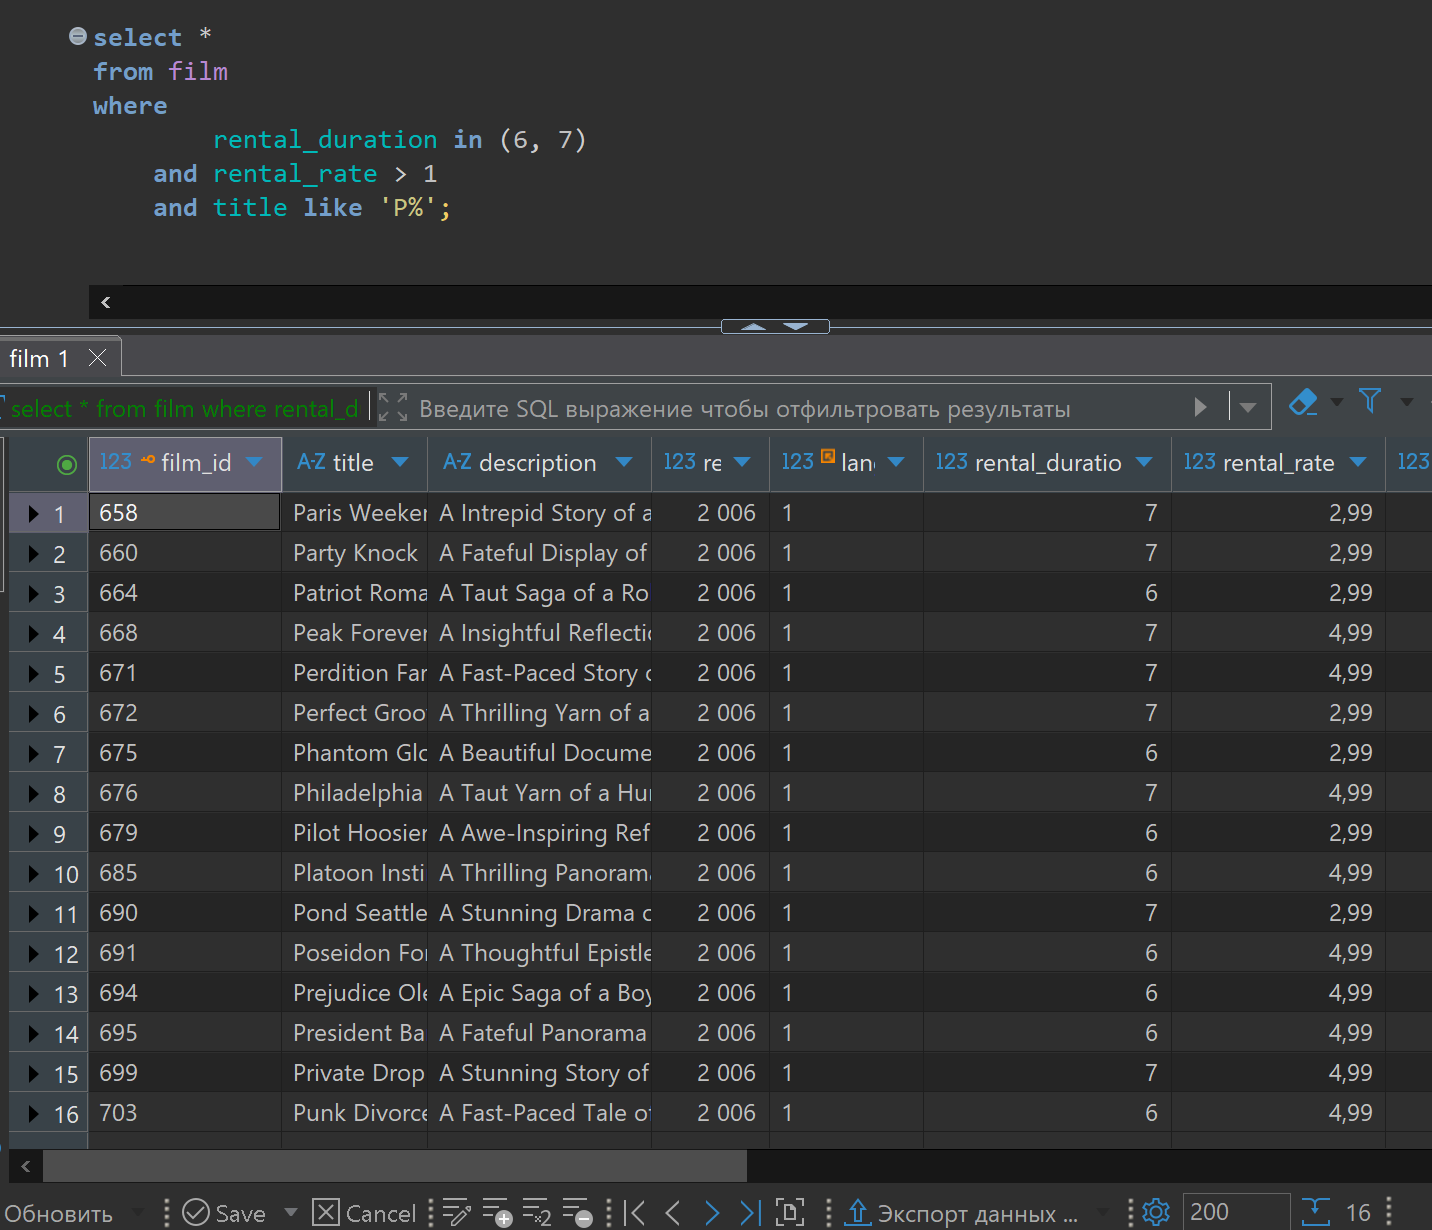 select *
from film
where
rental_duration in (6, 7)
and rental_rate > 1
and title like 'P%';
film 1
select * from film where rental_d Введите SQL выражение чтобы отфильтровать результаты
123 film_id A-Z title A-Z description 123 re 123 lan 123 rental_duratio 123 rental_rate 123
1 658 Paris Weeker A Intrepid Story of a 2 006 1 7 2,99
2 660 Party Knock A Fateful Display of 2 006 1 7 2,99
3 664 Patriot Roma A Taut Saga of a Ro 2 006 1 6 2,99
4 668 Peak Forever A Insightful Reflecti 2 006 1 7 4,99
5 671 Perdition Far A Fast-Paced Story 2 006 1 7 4,99
6 672 Perfect Groo A Thrilling Yarn of a 2 006 1 7 2,99
7 675 Phantom Glo A Beautiful Docume 2 006 1 6 2,99
8 676 Philadelphia A Taut Yarn of a Hu 2 006 1 7 4,99
9 679 Pilot Hoosier A Awe-Inspiring Ref 2 006 1 6 2,99
10 685 Platoon Insti A Thrilling Panoram 2 006 1 6 4,99
11 690 Pond Seattle A Stunning Drama 2 006 1 7 2,99
12 691 Poseidon For A Thoughtful Epistle 2 006 1 6 4,99
13 694 Prejudice Ole A Epic Saga of a Boy 2 006 1 6 4,99
14 695 President Ba A Fateful Panorama 2 006 1 6 4,99
15 699 Private Drop A Stunning Story of 2 006 1 7 4,99
16 703 Punk Divorce A Fast-Paced Tale of 2 006 1 6 4,99
Обновить Save Cancel Экспорт данных ... 200 16